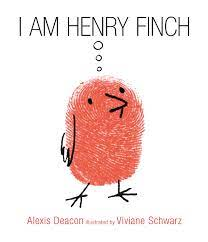 I AM HENRY FINCH
Alexis Deacon illustrated by Viviane Schwarz